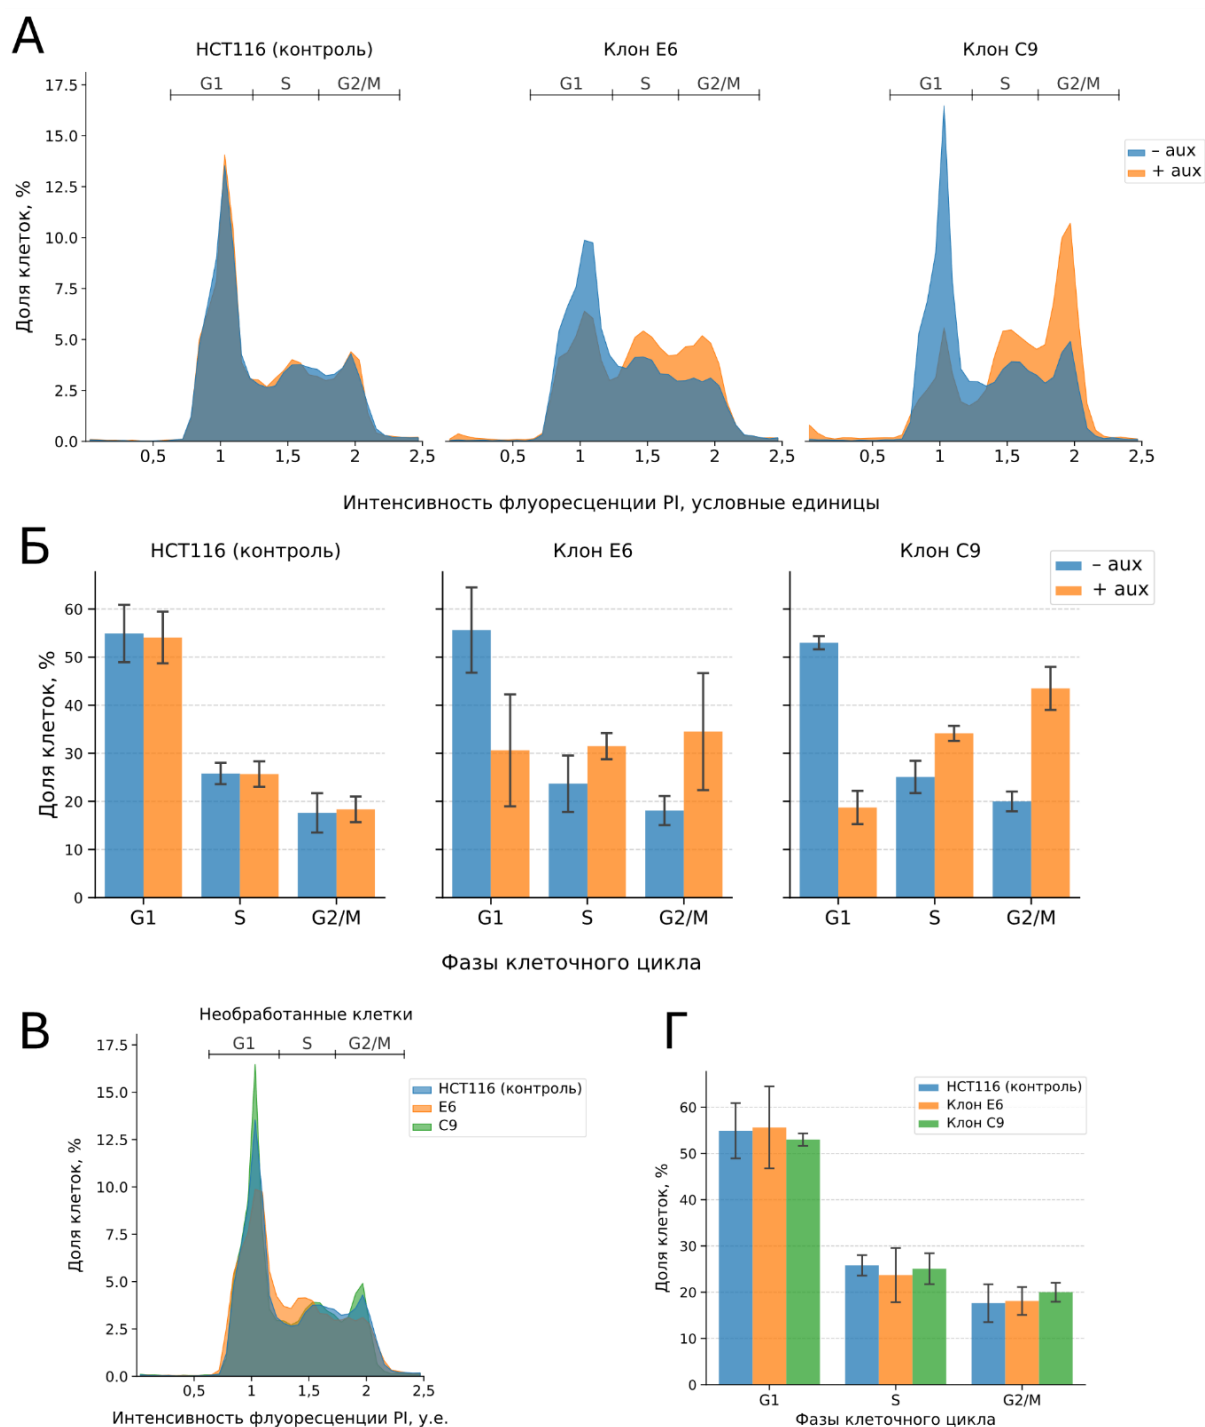 А
HCT116 (контроль)
Клон E6
Клон C9
G1 S G2/M
G1 S G2/M
G1 S G2/M
17.5
15.0
12.5
10.0
7.5
5.0
2.5
0.0
Доля клеток, %
– aux
+ aux
0,5 1 1,5 2 2,5
0,5 1 1,5 2 2,5
0,5 1 1,5 2 2,5
Интенсивность флуоресценции PI, условные единицы
Б
HCT116 (контроль)
Клон E6
Клон C9
– aux
+ aux
60
50
40
30
20
10
0
Доля клеток, %
G1 S G2/M
G1 S G2/M
G1 S G2/M
Фазы клеточного цикла
В
Необработанные клетки
G1 S G2/M
17.5
15.0
12.5
10.0
7.5
5.0
2.5
0.0
Доля клеток, %
HCT116 (контроль)
E6
C9
0,5 1 1,5 2 2,5
Интенсивность флуоресценции PI, у.е.
Г
HCT116 (контроль)
Клон E6
Клон C9
60
50
40
30
20
10
0
Доля клеток, %
G1 S G2/M
Фазы клеточного цикла